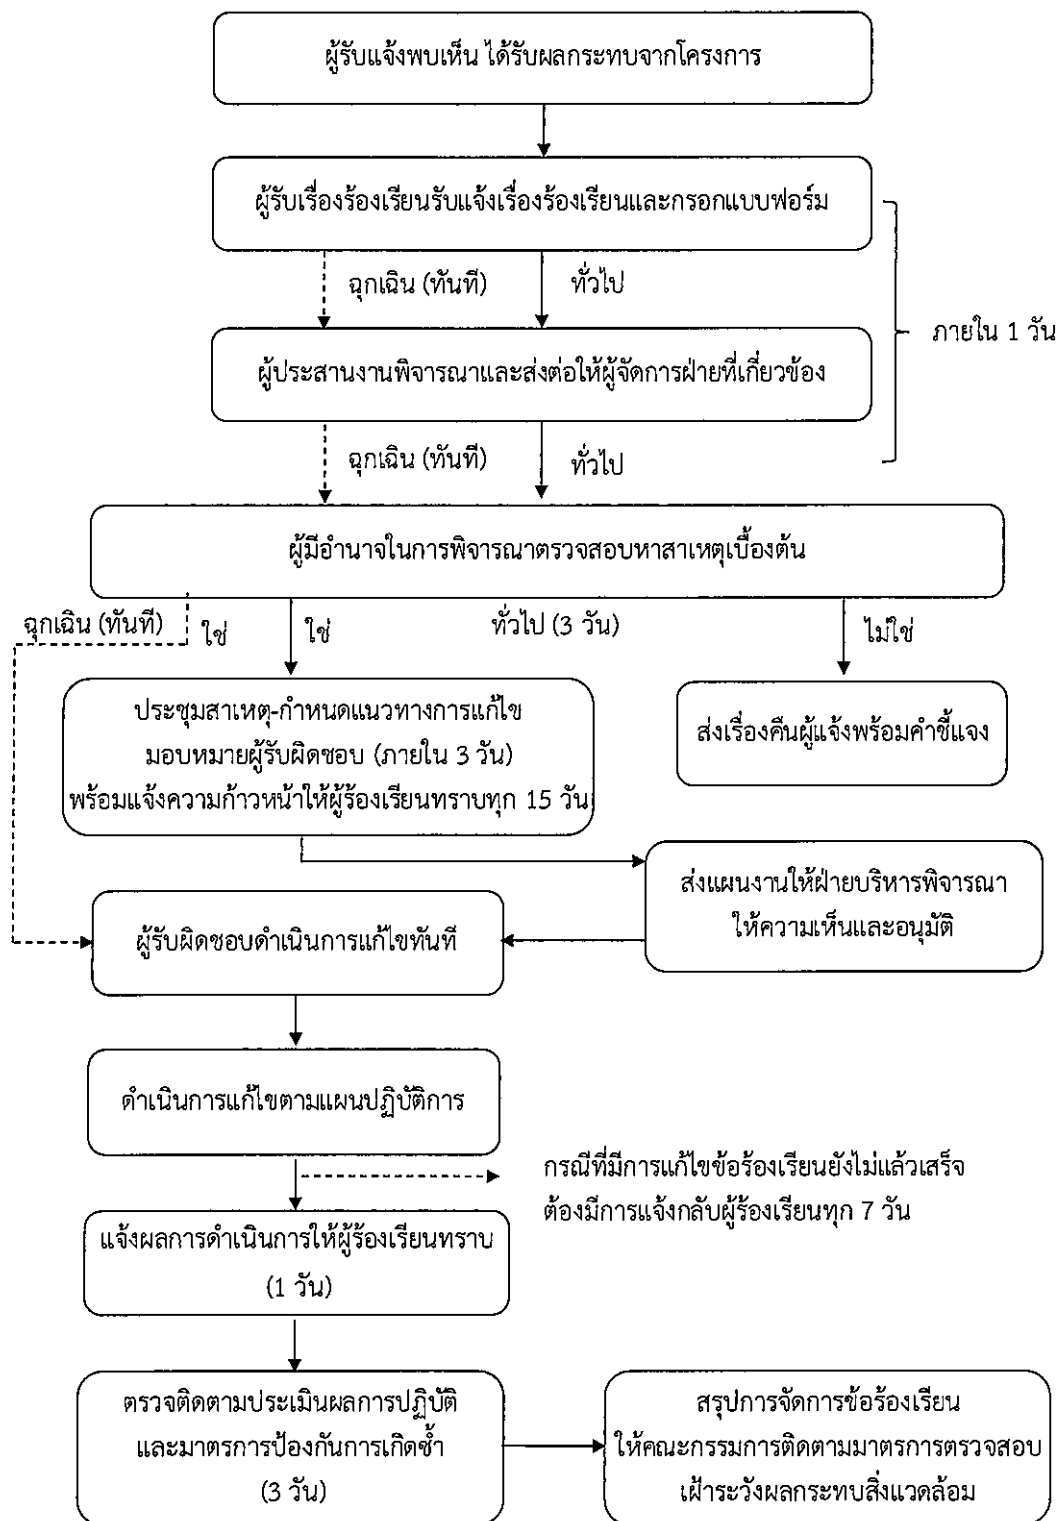 ผู้รับแจ้งพบเห็น ได้รับผลกระทบจากโครงการ
ผู้รับเรื่องร้องเรียนรับแจ้งเรื่องร้องเรียนและกรอกแบบฟอร์ม
ฉุกเฉิน (ทันที)
ทั่วไป
ภายใน 1 วัน
ผู้ประสานงานพิจารณาและส่งต่อให้ผู้จัดการฝ่ายที่เกี่ยวข้อง
ฉุกเฉิน (ทันที)
ทั่วไป
ผู้มีอำนาจในการพิจารณาตรวจสอบหาสาเหตุเบื้องต้น
ฉุกเฉิน (ทันที)
ใช่
ใช่
ทั่วไป (3 วัน)
ไม่ใช่
ประชุมสาเหตุ-กำหนดแนวทางการแก้ไข
มอบหมายผู้รับผิดชอบ (ภายใน 3 วัน)
พร้อมแจ้งความก้าวหน้าให้ผู้ร้องเรียนทราบทุก 15 วัน
ส่งเรื่องคืนผู้แจ้งพร้อมคำชี้แจง
ส่งแผนงานให้ฝ่ายบริหารพิจารณา
ให้ความเห็นและอนุมัติ
ผู้รับผิดชอบดำเนินการแก้ไขทันที
ดำเนินการแก้ไขตามแผนปฏิบัติการ
กรณีที่มีการแก้ไขข้อร้องเรียนยังไม่แล้วเสร็จ
ต้องมีการแจ้งกลับผู้ร้องเรียนทุก 7 วัน
แจ้งผลการดำเนินการให้ผู้ร้องเรียนทราบ
(1 วัน)
ตรวจติดตามประเมินผลการปฏิบัติ
และมาตรการป้องกันการเกิดซ้ำ
(3 วัน)
สรุปการจัดการข้อร้องเรียน
ให้คณะกรรมการติดตามมาตรการตรวจสอบ
เฝ้าระวังผลกระทบสิ่งแวดล้อม